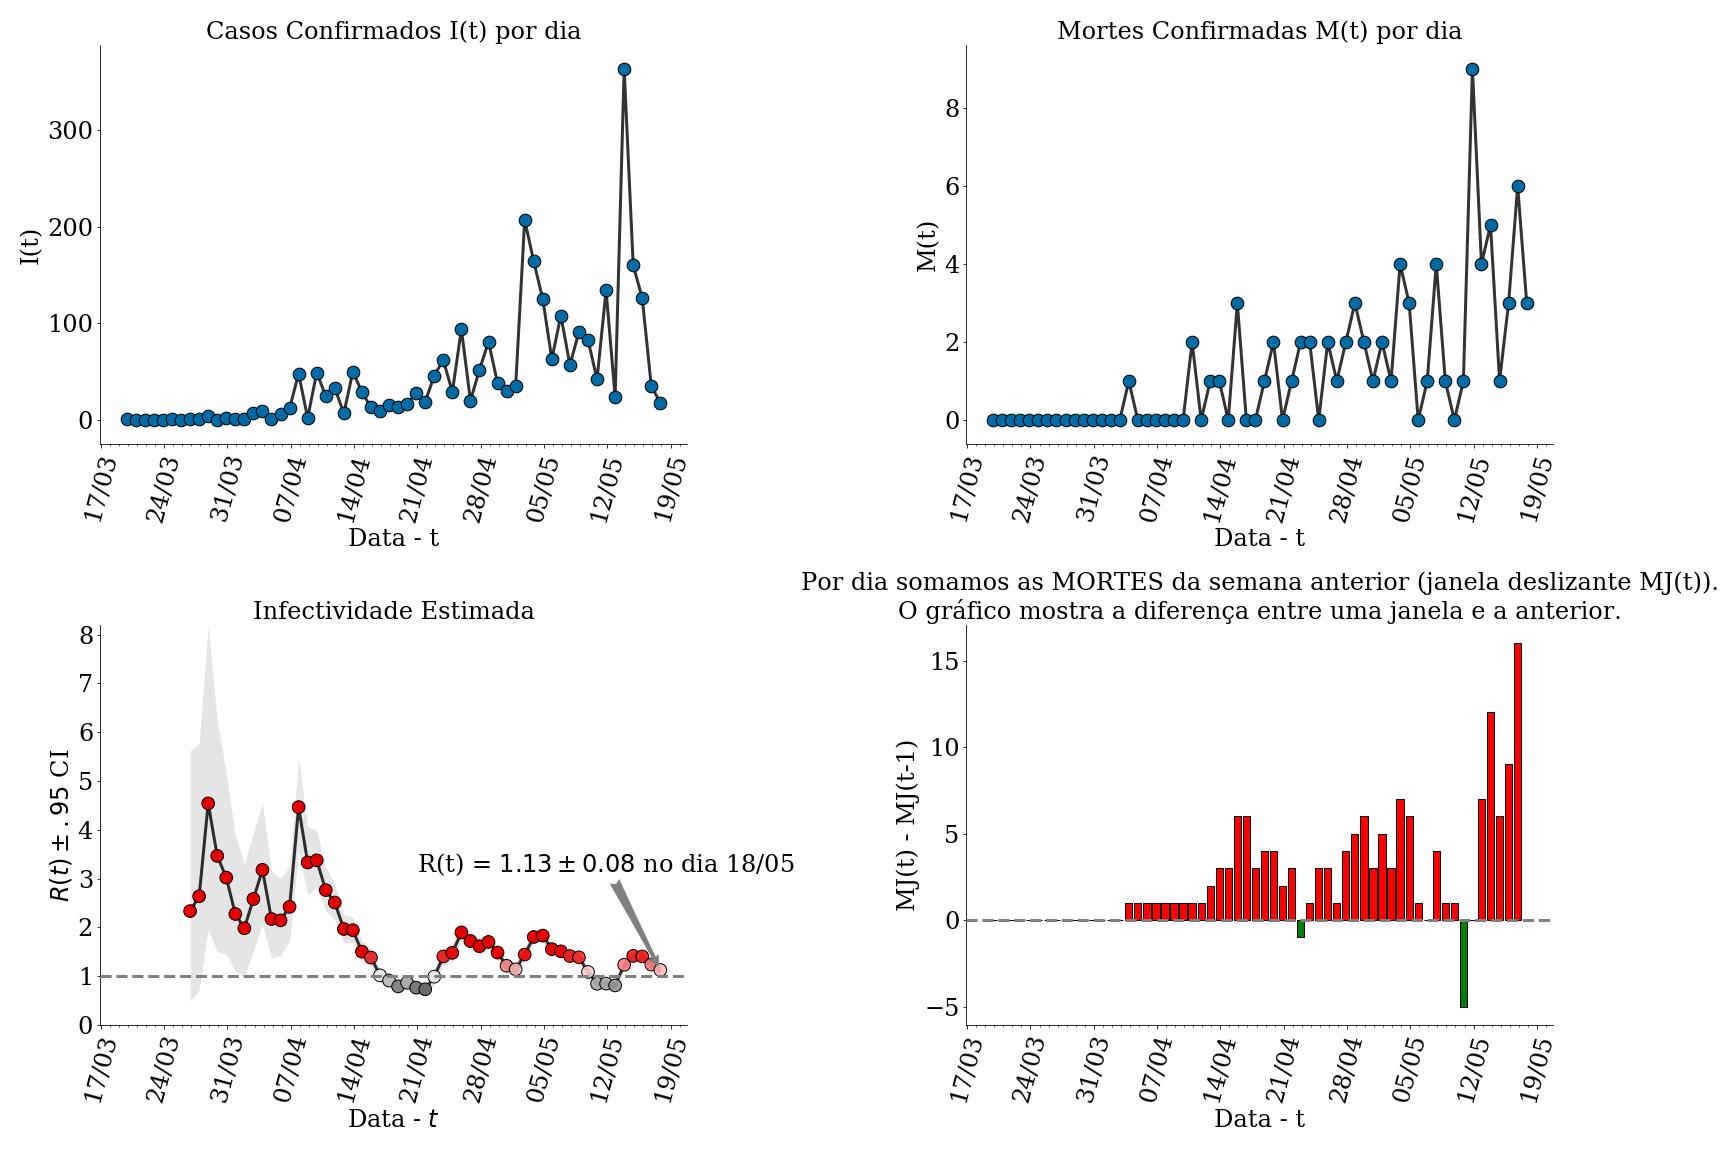 Casos Confirmados I(t) por dia
I(t)
300
200
100
0
17/03 24/03 31/03 07/04 14/04 21/04 28/04 05/05 12/05 19/05
Data - t
Mortes Confirmadas M(t) por dia
M(t)
8
6
4
2
0
17/03 24/03 31/03 07/04 14/04 21/04 28/04 05/05 12/05 19/05
Data - t
Infectividade Estimada
R(t) ± .95 CI
8
7
6
5
4
3
2
1
0
R(t) = 1.13 ± 0.08 no dia 18/05
17/03 24/03 31/03 07/04 14/04 21/04 28/04 05/05 12/05 19/05
Data - t
Por dia somamos as MORTES da semana anterior (janela deslizante MJ(t)).
O gráfico mostra a diferença entre uma janela e a anterior.
MJ(t) - MJ(t-1)
15
10
5
0
−5
17/03 24/03 31/03 07/04 14/04 21/04 28/04 05/05 12/05 19/05
Data - t